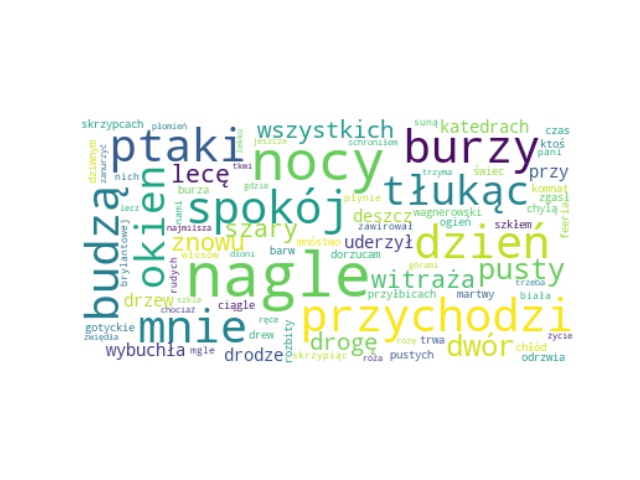 skrzypcach płomień wszystkich suną katedrach czas
dziwnym ptaki lekko jeszcze schroniłem burzy ktoś pani
zanurzyć nich lecę tkwi nocy trzyma świec przy
budzą okien burza gdzie tłukąc komnat
lecz nami spokój płynie zgasł
najmilsza deszcz wagnerowski chylą feeria
brylantowej szary zawirował ogień szkłem
znowu mnóstwo uderzył dzień
rudych włosów dłoni barw dorzucam górami
nagle witraża pusty
szkle przyłbicach martwy trzeba
drzew chociaż ciągle przychodzi biała
gotyckie mnie ręce życie
zwiędła drew rozbity drogę różę trwa dwór chłód
wybuchła mgle drodze skrzypiąc róża pustych odrzwia